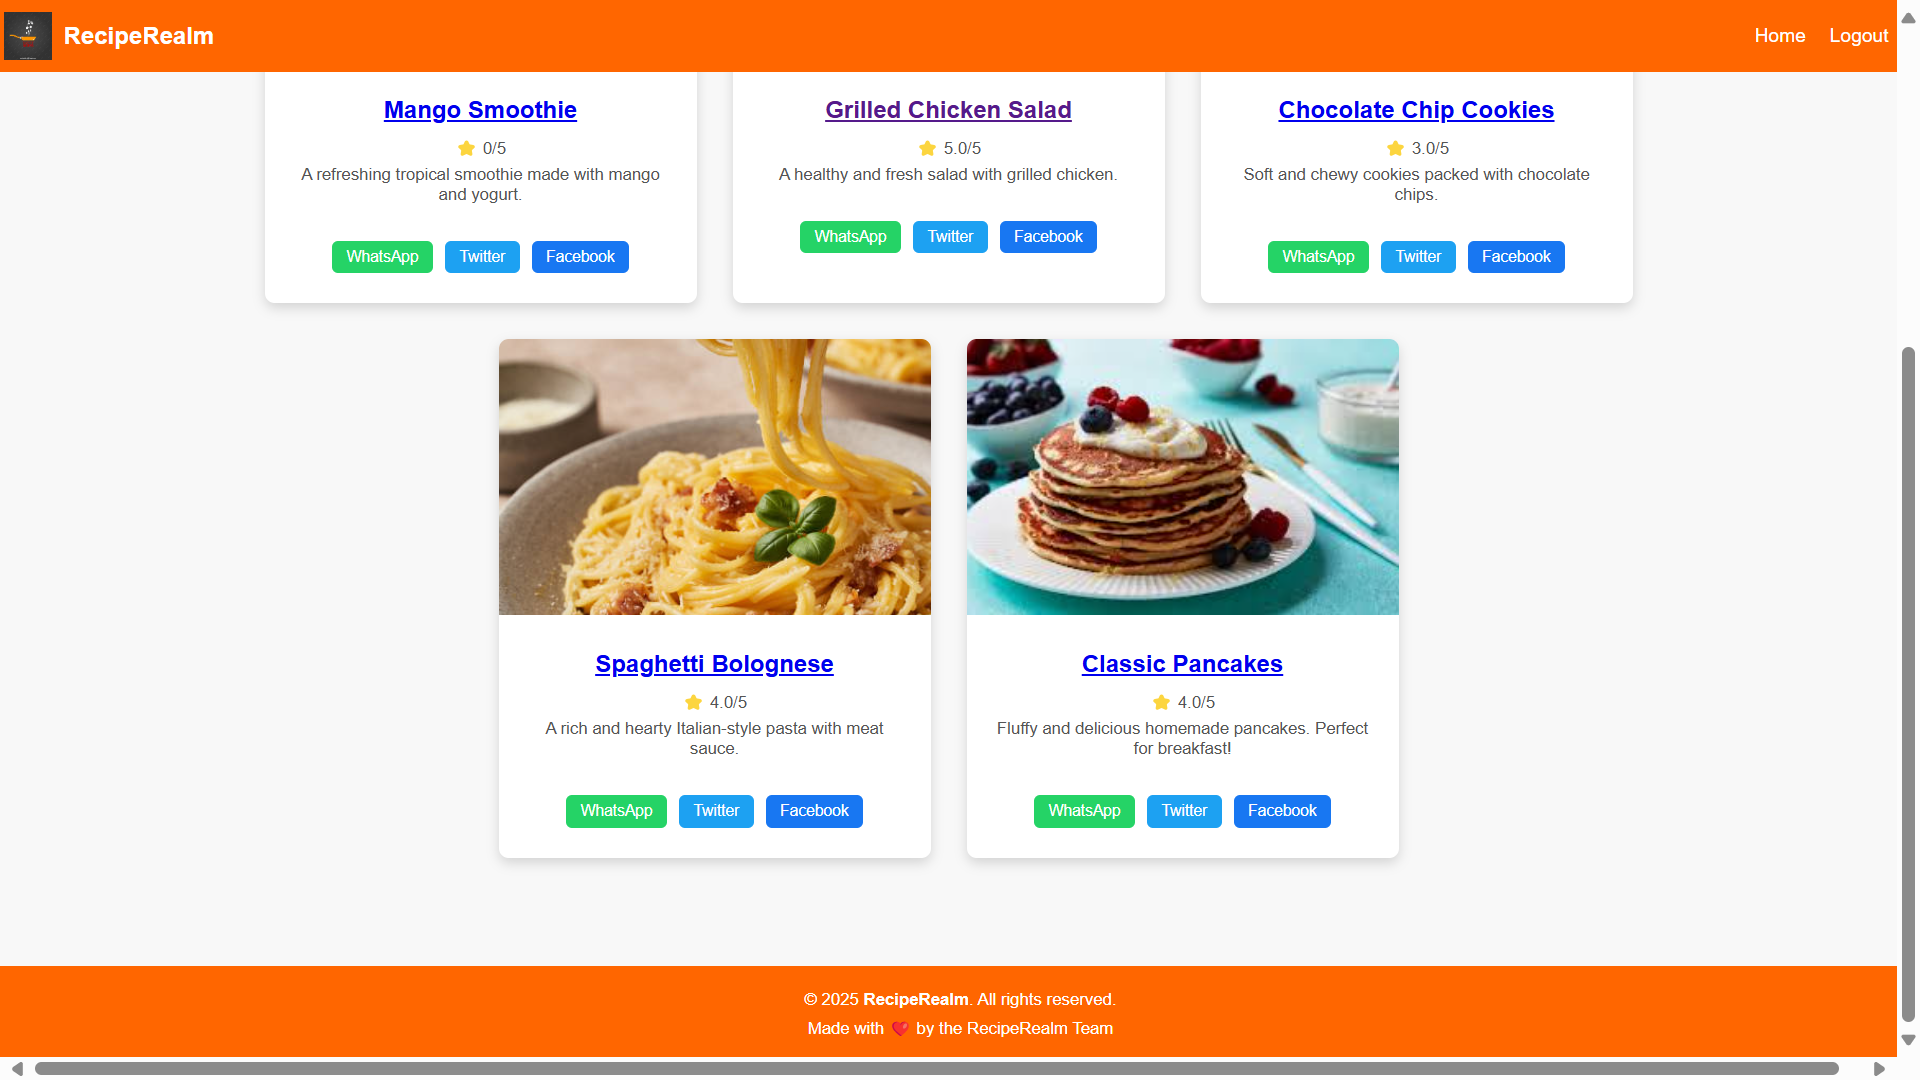 RecipeRealm
Home
Logout
Mango Smoothie
0/5
A refreshing tropical smoothie made with mango
and yogurt.
WhatsApp
Twitter
Facebook
Grilled Chicken Salad
5.0/5
A healthy and fresh salad with grilled chicken.
WhatsApp
Twitter
Facebook
Chocolate Chip Cookies
3.0/5
Soft and chewy cookies packed with chocolate
chips.
WhatsApp
Twitter
Facebook
Spaghetti Bolognese
4.0/5
A rich and hearty Italian-style pasta with meat
sauce.
WhatsApp
Twitter
Facebook
Classic Pancakes
4.0/5
Fluffy and delicious homemade pancakes. Perfect
for breakfast!
WhatsApp
Twitter
Facebook
© 2025 RecipeRealm. All rights reserved.
Made with ❤️ by the RecipeRealm Team